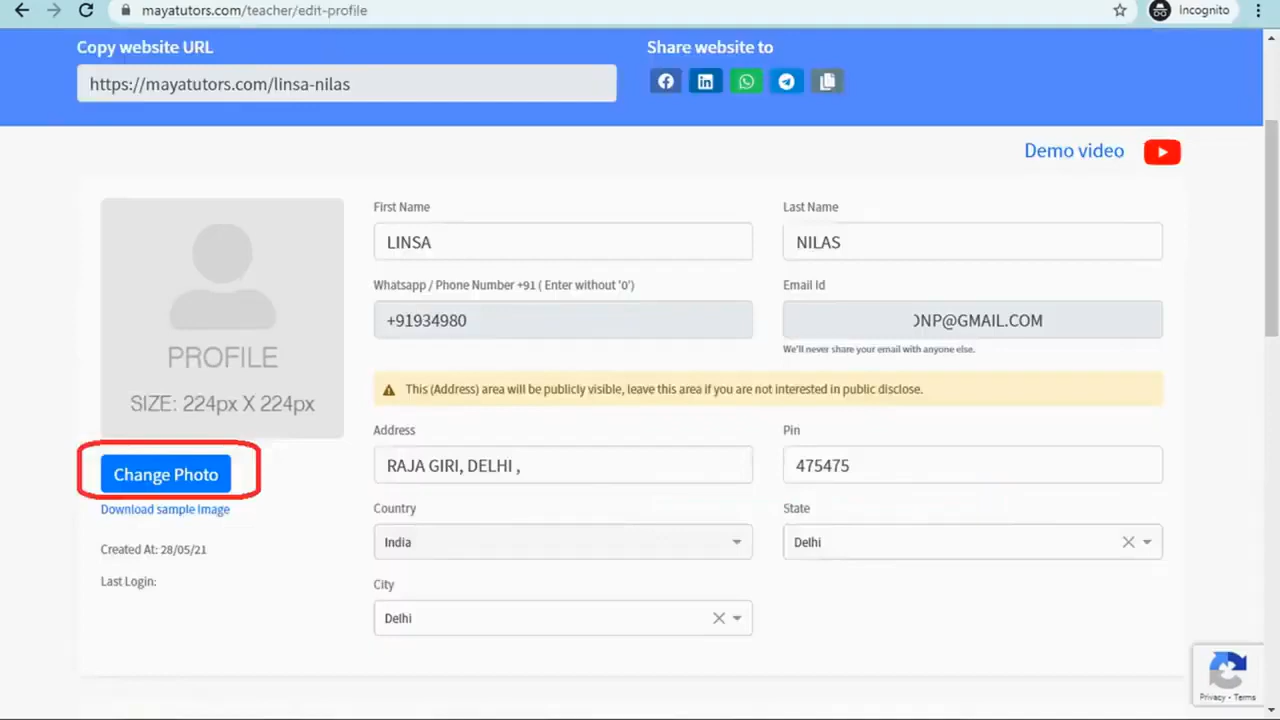 mayatutors.com/teacher/edit-profile
Incognito
Copy website URL
Share website to
https://mayatutors.com/linsa-nilas
Demo video
First Name
Last Name
LINSA
NILAS
Whatsapp / Phone Number +91 ( Enter without '0')
Email Id
+91934980
NP@GMAIL.COM
We'll never share your email with anyone else.
PROFILE
SIZE: 224px X 224px
This (Address) area will be publicly visible, leave this area if you are not interested in public disclose.
Address
Pin
RAJA GIRI, DELHI ,
475475
Change Photo
Download sample Image
Country
State
India
Delhi
Created At: 28/05/21
Last Login:
City
Delhi
Privacy - Terms